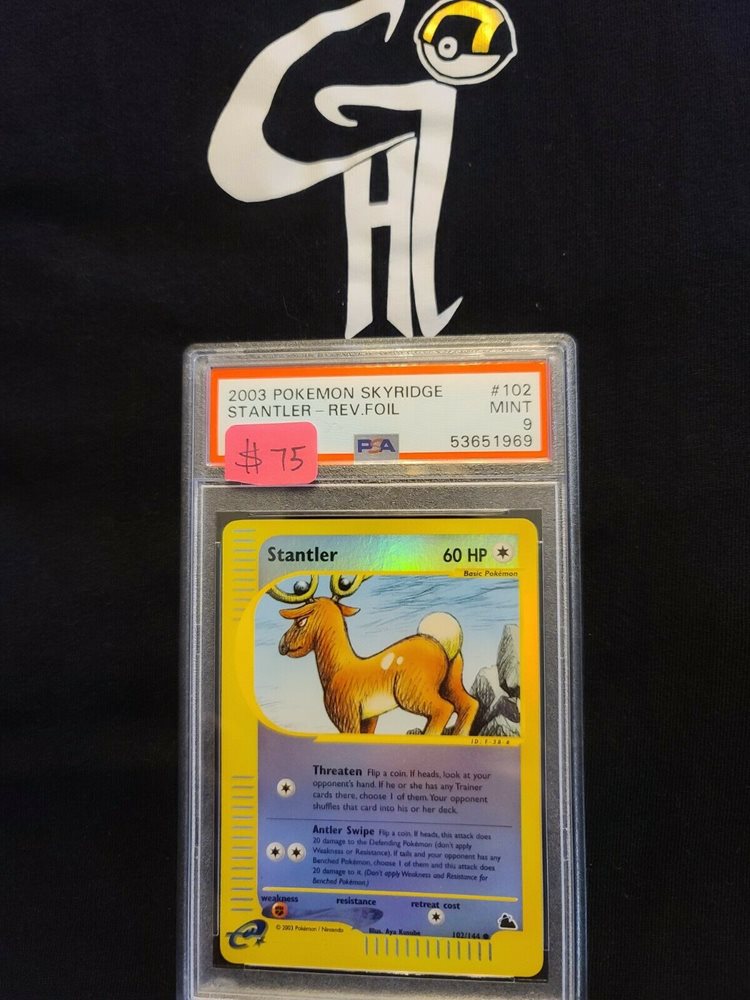 GHJ
2003 POKEMON SKYRIDGE #102
STANTLER - REV.FOIL MINT
9
PSA 53651969
$75
Stantler 60 HP
Basic Pokémon
Threaten Flip a coin. If heads, look at your
opponent's hand. If he or she has any Trainer
cards there, choose 1 of them. Your opponent
shuffles that card into his or her deck.
Antler Swipe Flip a coin. If heads, this attack does
20 damage to the Defending Pokémon (don't apply
Weakness or Resistance). If tails and your opponent has any
Benched Pokémon, choose 1 of them and this attack does
20 damage to it. (Don't apply Weakness and Resistance for
Benched Pokémon.)
weakness resistance retreat cost
© 2003 Pokémon / Nintendo Illus. Aya Kusube 102/144
e